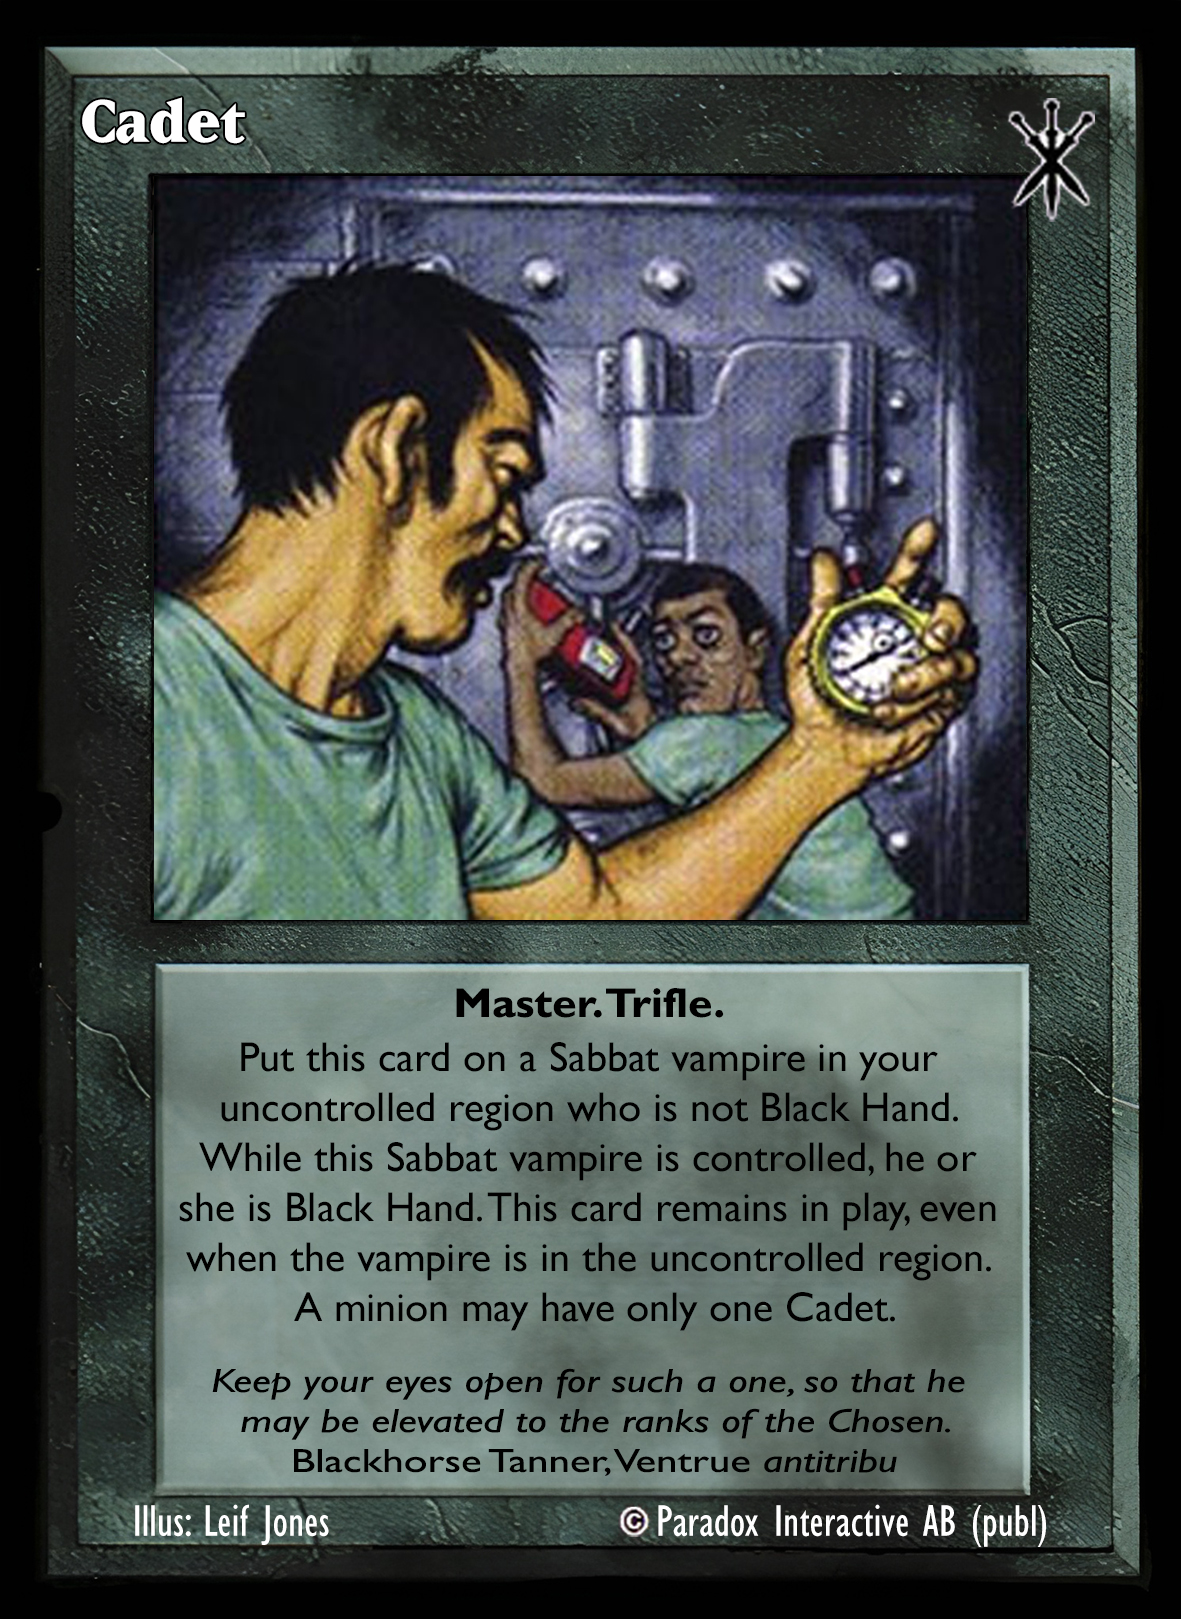 Cadet
Master. Trifle.
Put this card on a Sabbat vampire in your
uncontrolled region who is not Black Hand.
While this Sabbat vampire is controlled, he or
she is Black Hand. This card remains in play, even
when the vampire is in the uncontrolled region.
A minion may have only one Cadet.
Keep your eyes open for such a one, so that he
may be elevated to the ranks of the Chosen.
Blackhorse Tanner, Ventrue antitribu
Illus: Leif Jones
© Paradox Interactive AB (publ)